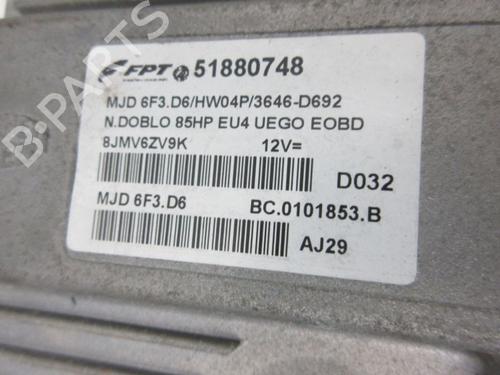 FPT 51880748
MJD 6F3.D6/HW04P/3646-D692
N.DOBLO 85HP EU4 UEGO EOBD
8JMV6ZV9K 12V=
D032
MJD 6F3.D6 BC.0101853.B
AJ29
B-PARTS